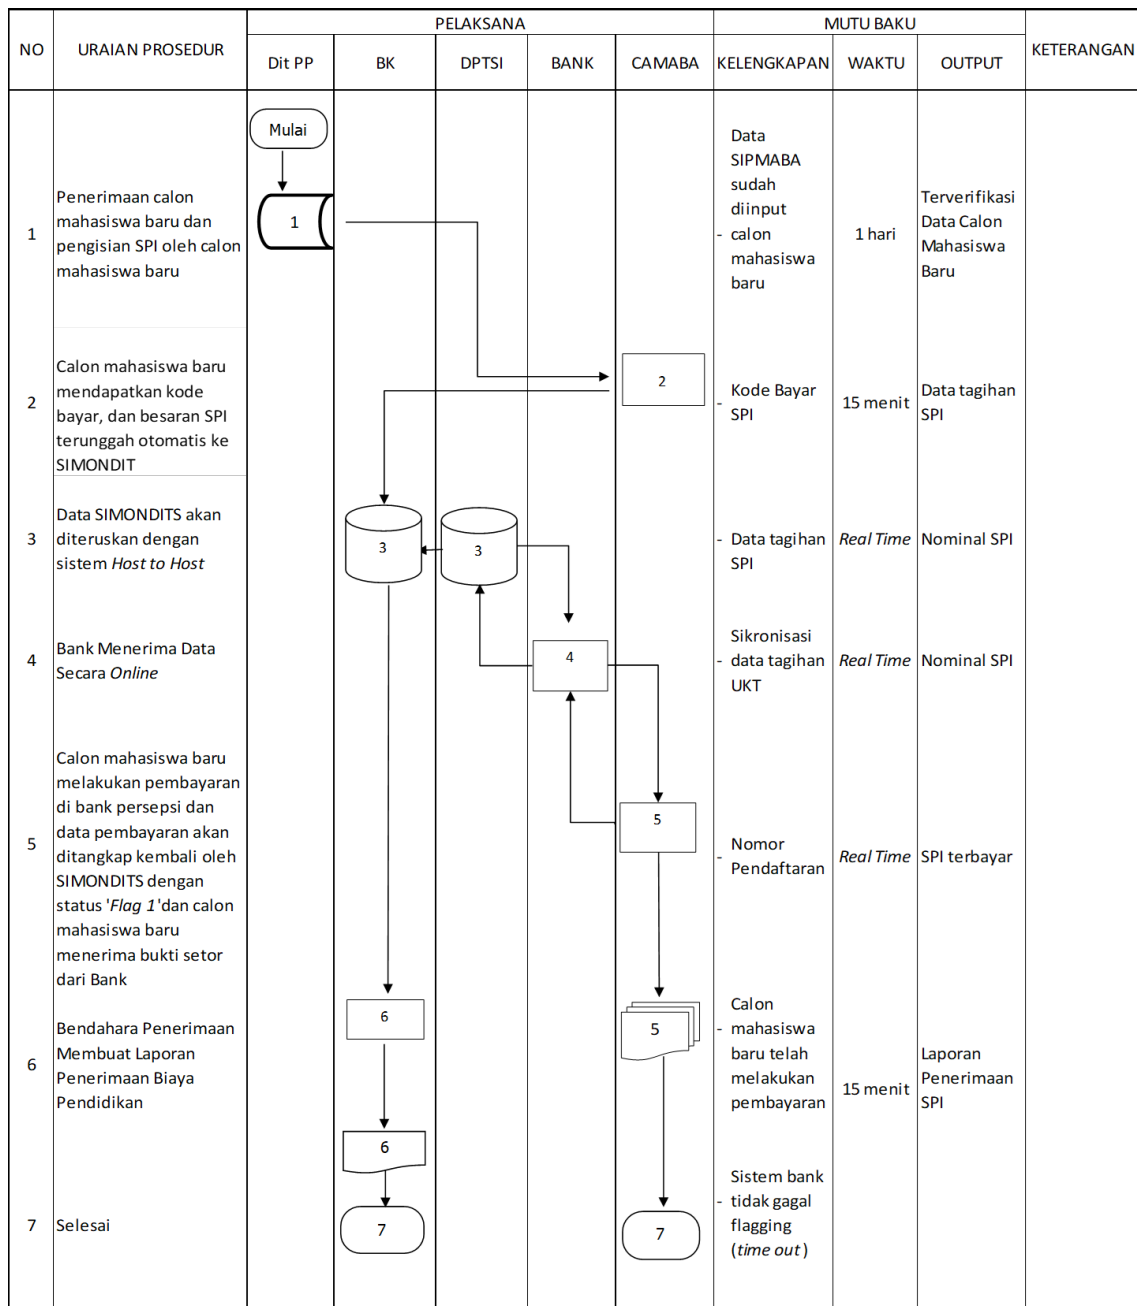 NO
URAIAN PROSEDUR
PELAKSANA
MUTU BAKU
KETERANGAN
Dit PP
BK
DPTSI
BANK
CAMABA
KELENGKAPAN
WAKTU
OUTPUT
Mulai
1
Penerimaan calon
mahasiswa baru dan
pengisian SPI oleh calon
mahasiswa baru
1
- Data
SIPMABA
sudah
diinput
calon
mahasiswa
baru
1 hari
Terverifikasi
Data Calon
Mahasiswa
Baru
2
Calon mahasiswa baru
mendapatkan kode
bayar, dan besaran SPI
terunggah otomatis ke
SIMONDIT
2
- Kode Bayar
SPI
15 menit
Data tagihan
SPI
3
Data SIMONDITS akan
diteruskan dengan
sistem Host to Host
3
3
- Data tagihan
SPI
Real Time
Nominal SPI
4
Bank Menerima Data
Secara Online
4
- Sikronisasi
data tagihan
UKT
Real Time
Nominal SPI
5
Calon mahasiswa baru
melakukan pembayaran
di bank persepsi dan
data pembayaran akan
ditangkap kembali oleh
SIMONDITS dengan
status 'Flag 1'dan calon
mahasiswa baru
menerima bukti setor
dari Bank
5
- Nomor
Pendaftaran
Real Time
SPI terbayar
6
Bendahara Penerimaan
Membuat Laporan
Penerimaan Biaya
Pendidikan
6
5
- Calon
mahasiswa
baru telah
melakukan
pembayaran
15 menit
Laporan
Penerimaan
SPI
6
7
Selesai
7
7
- Sistem bank
tidak gagal
flagging
(time out)